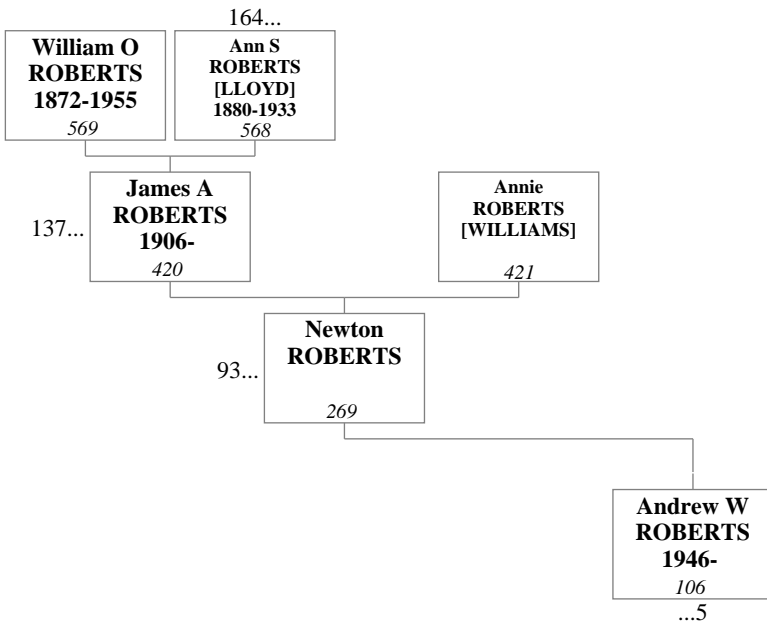 164...
William O
ROBERTS
1872-1955
569
Ann S
ROBERTS
[LLOYD]
1880-1933
568
137...
James A
ROBERTS
1906-
420
Annie
ROBERTS
[WILLIAMS]
421
93...
Newton
ROBERTS
269
Andrew W
ROBERTS
1946-
106
...5